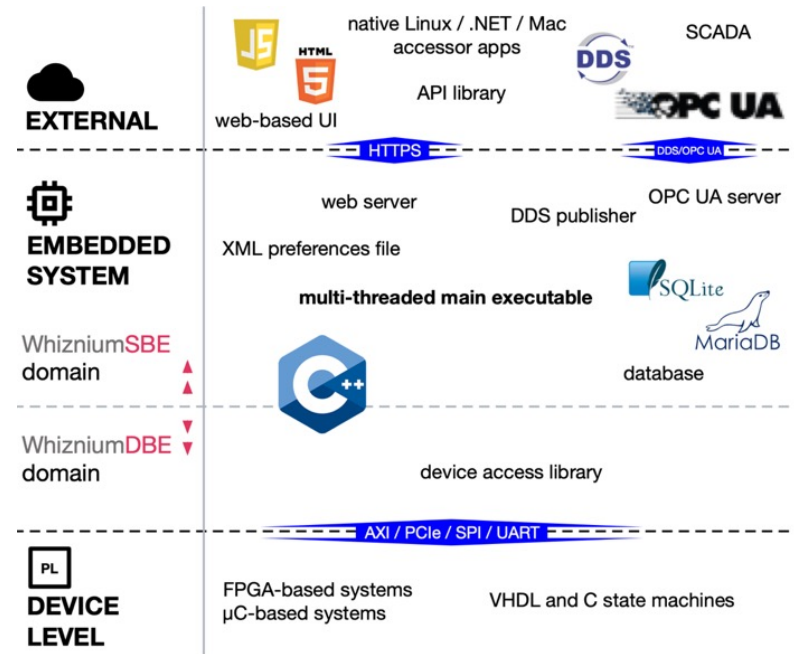 JS
HTML
5
native Linux / .NET / Mac
accessor apps
DDS
SCADA
API library
OPC UA
EXTERNAL
web-based UI
HTTPS
DDS/OPC UA
web server
DDS publisher
OPC UA server
EMBEDDED
SYSTEM
XML preferences file
multi-threaded main executable
SQLite
MariaDB
WhizniumSBE
domain
C++
database
WhizniumDBE
domain
device access library
AXI / PCIe / SPI / UART
PL
DEVICE
LEVEL
FPGA-based systems
µC-based systems
VHDL and C state machines